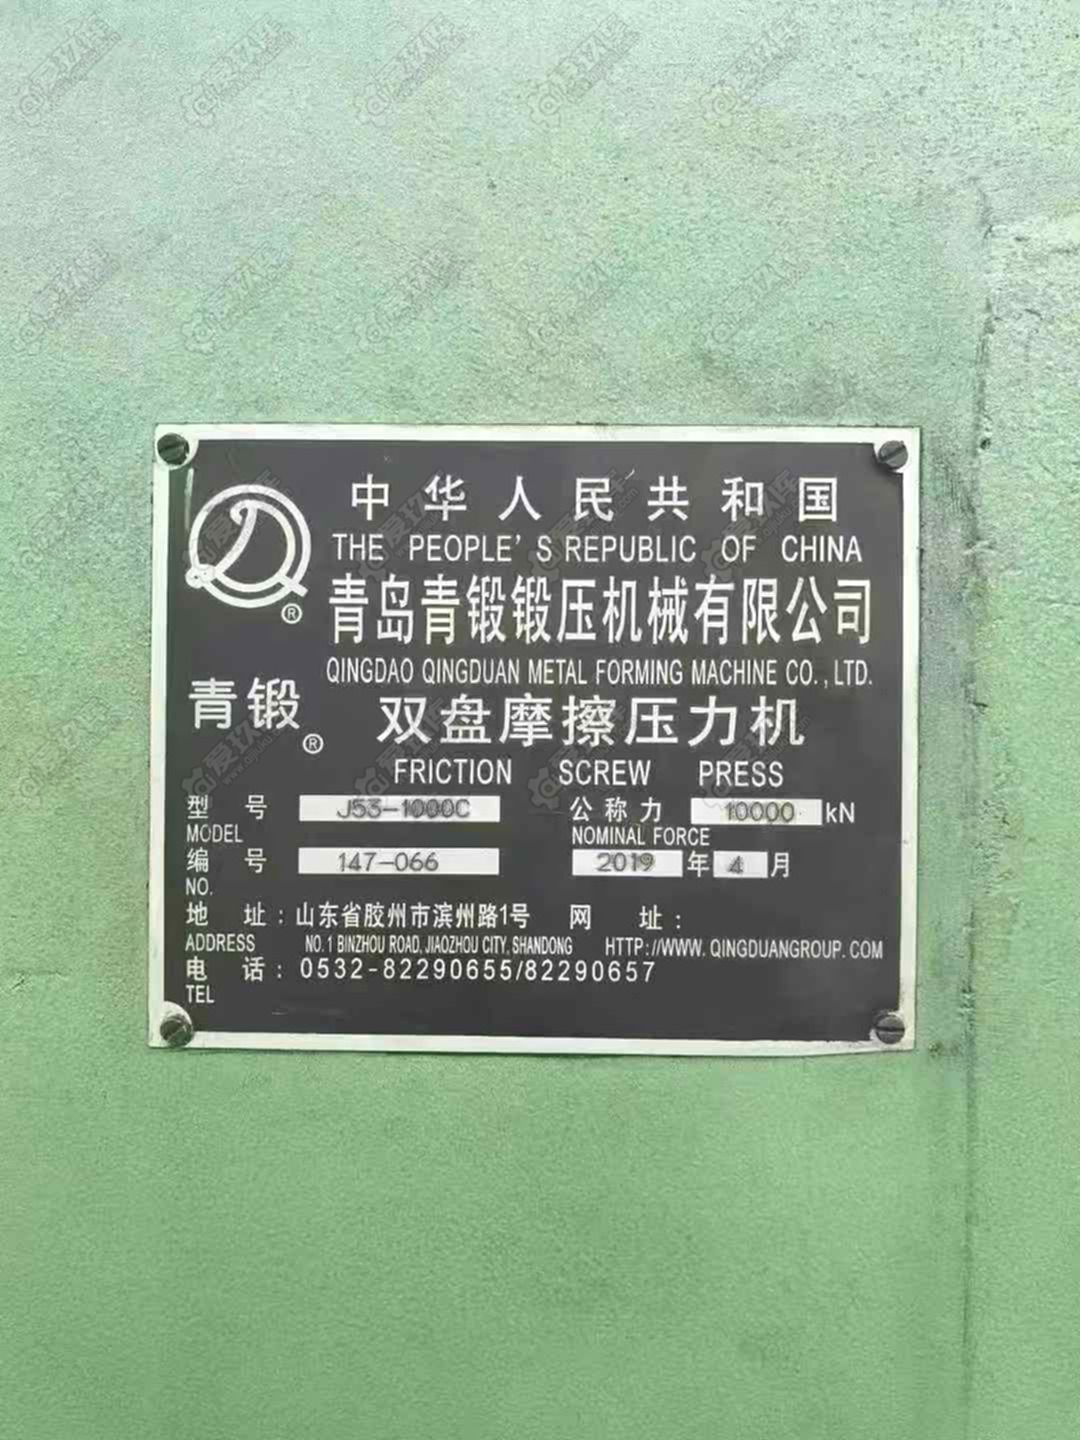 中华人民共和国
THE PEOPLE'S REPUBLIC OF CHINA
青岛青锻锻压机械有限公司
QINGDAO QINGDUAN METAL FORMING MACHINE CO., LTD.
青锻®
双盘摩擦压力机
FRICTION SCREW PRESS
型号 J53-1000C 公称力 10000 kN
MODEL NOMINAL FORCE
编号 147-066 2019 年 4 月
NO.
地址:山东省胶州市滨州路1号 网址:
ADDRESS NO.1 BINZHOU ROAD, JIAOZHOU CITY, SHANDONG HTTP://WWW.QINGDUANGROUP.COM
电话:0532-82290655/82290657
TEL